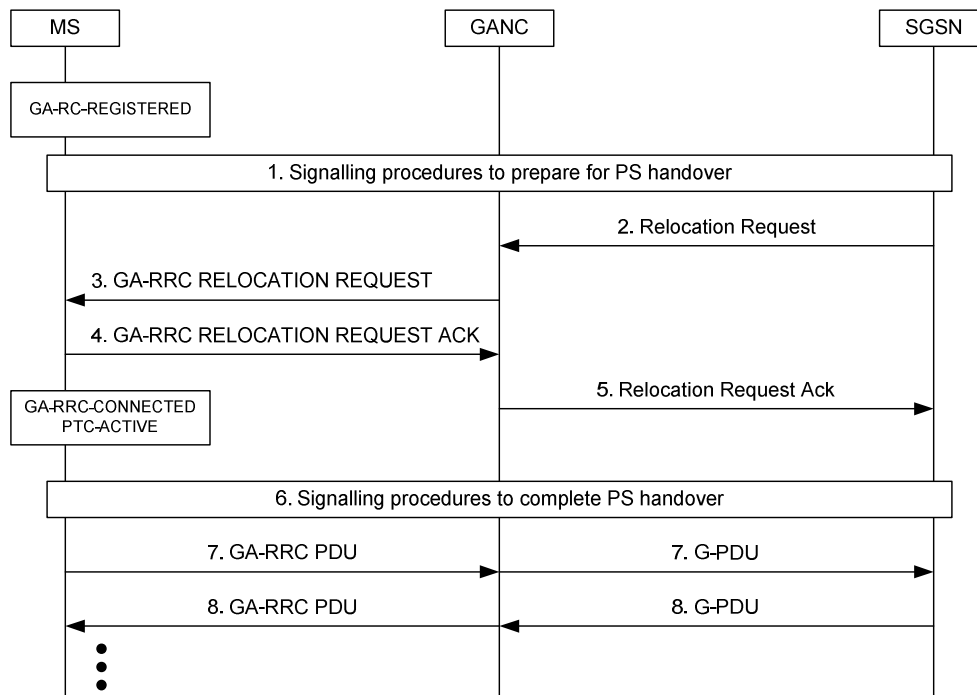 MS
GANC
SGSN
GA-RC-REGISTERED
1. Signalling procedures to prepare for PS handover
2. Relocation Request
3. GA-RRC RELOCATION REQUEST
4. GA-RRC RELOCATION REQUEST ACK
5. Relocation Request Ack
GA-RRC-CONNECTED
PTC-ACTIVE
6. Signalling procedures to complete PS handover
7. GA-RRC PDU
7. G-PDU
8. GA-RRC PDU
8. G-PDU